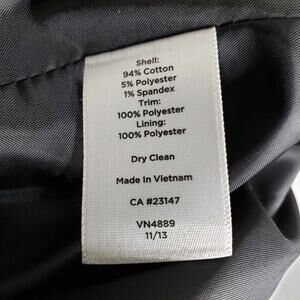 Shell:
94% Cotton
5% Polyester
1% Spandex
Trim:
100% Polyester
Lining:
100% Polyester
Dry Clean
Made In Vietnam
CA #23147
VN4889
11/13